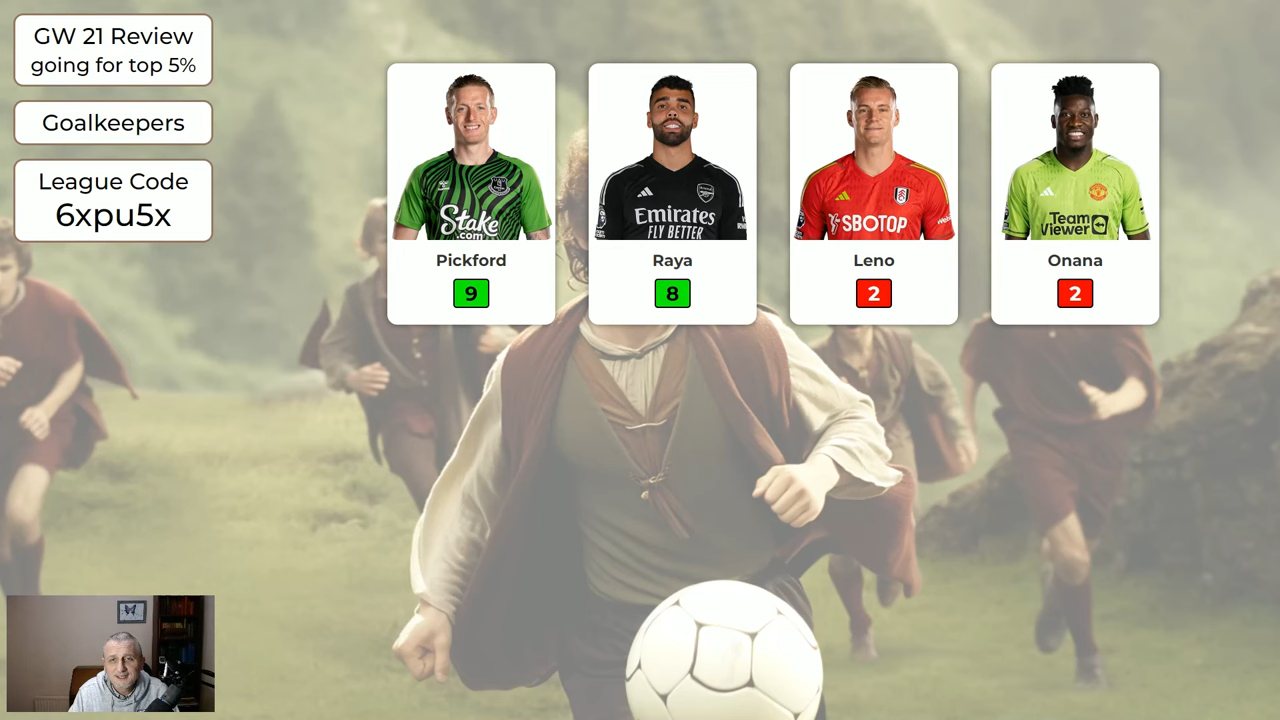 GW 21 Review
going for top 5%
Goalkeepers
League Code
6xpu5x
Stake
.com
Pickford
9
Emirates
FLY BETTER
Raya
8
SBOTOP
Leno
2
Team
Viewer
Onana
2